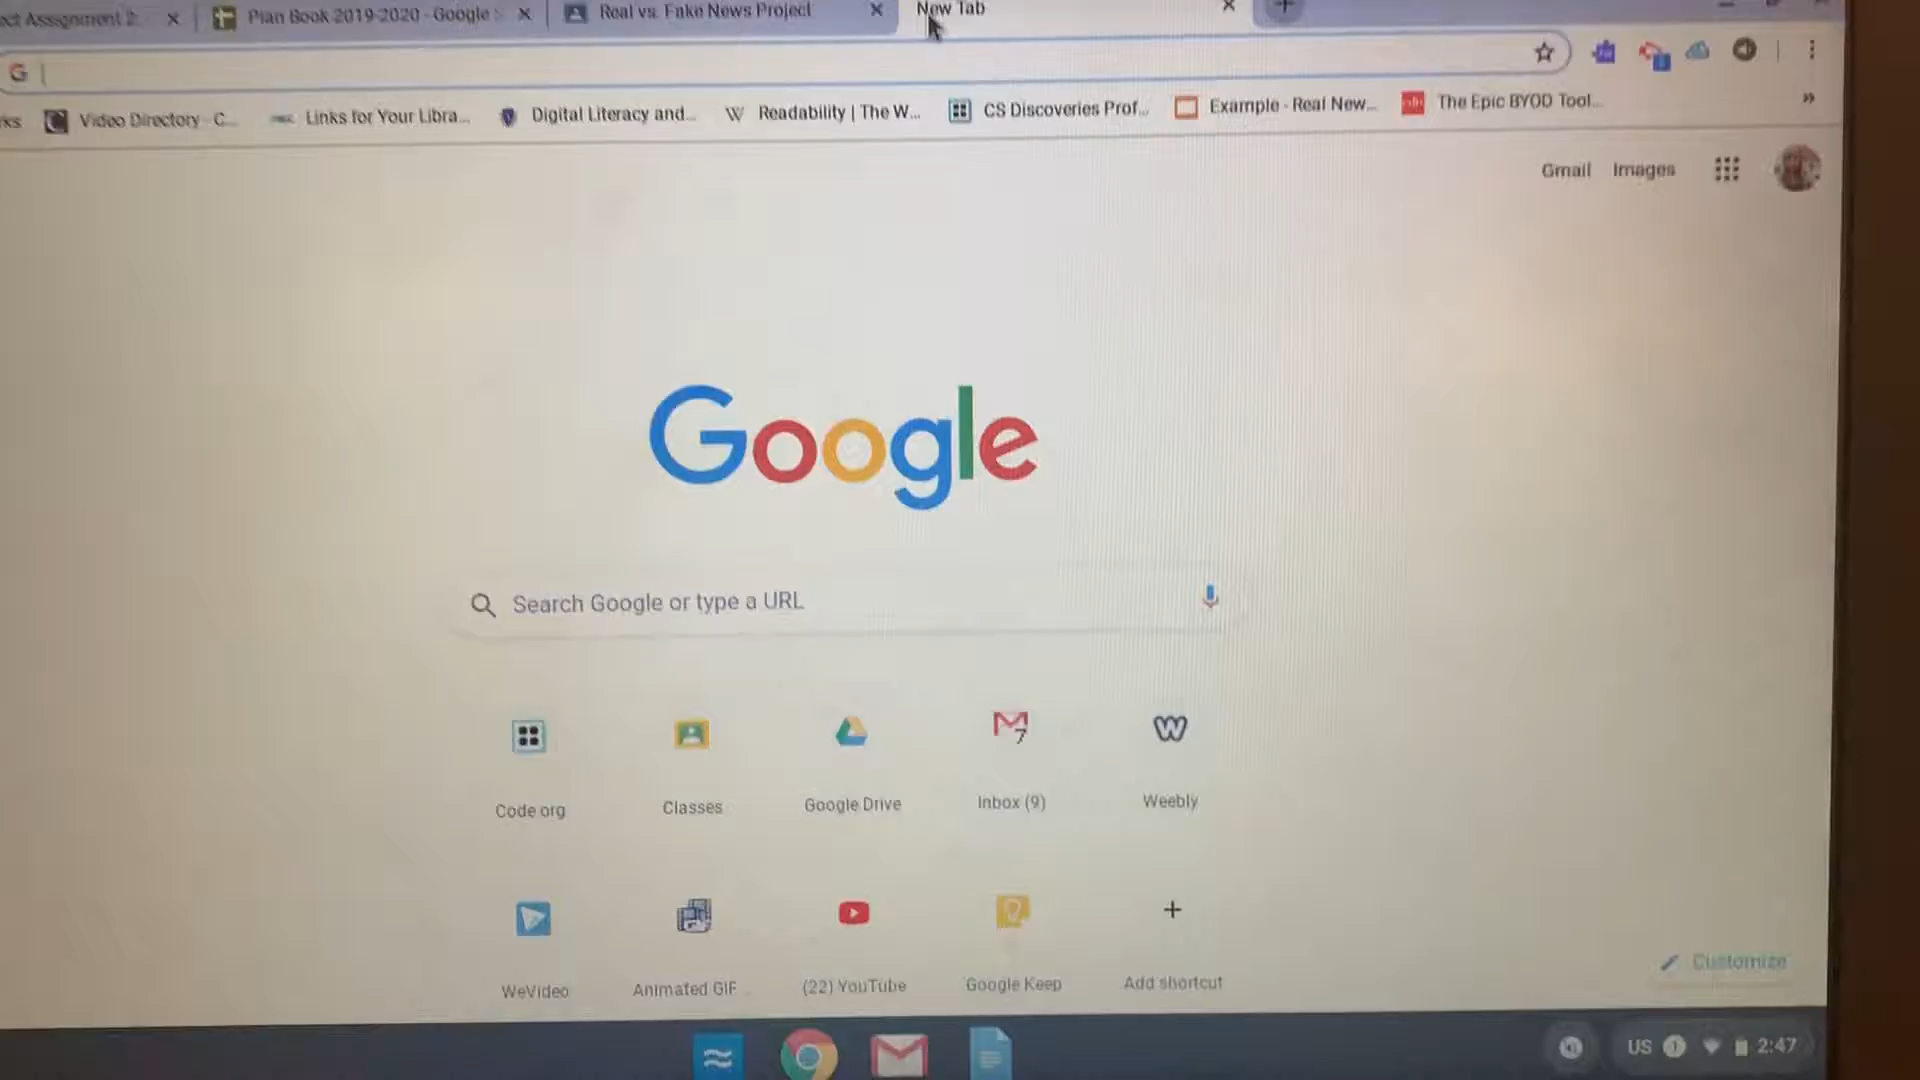 ect Assignment 2: Plan Book 2019-2020 - Google S Real vs. Fake News Project New Tab
rks Video Directory - C... Links for Your Libra... Digital Literacy and... Readability | The W... CS Discoveries Prof... Example - Real New... The Epic BYOD Tool...
Gmail Images
Google
Search Google or type a URL
Code.org Classes Google Drive Inbox (9) Weebly
WeVideo Animated GIF ... (22) YouTube Google Keep Add shortcut
Customize
US 1 2:47